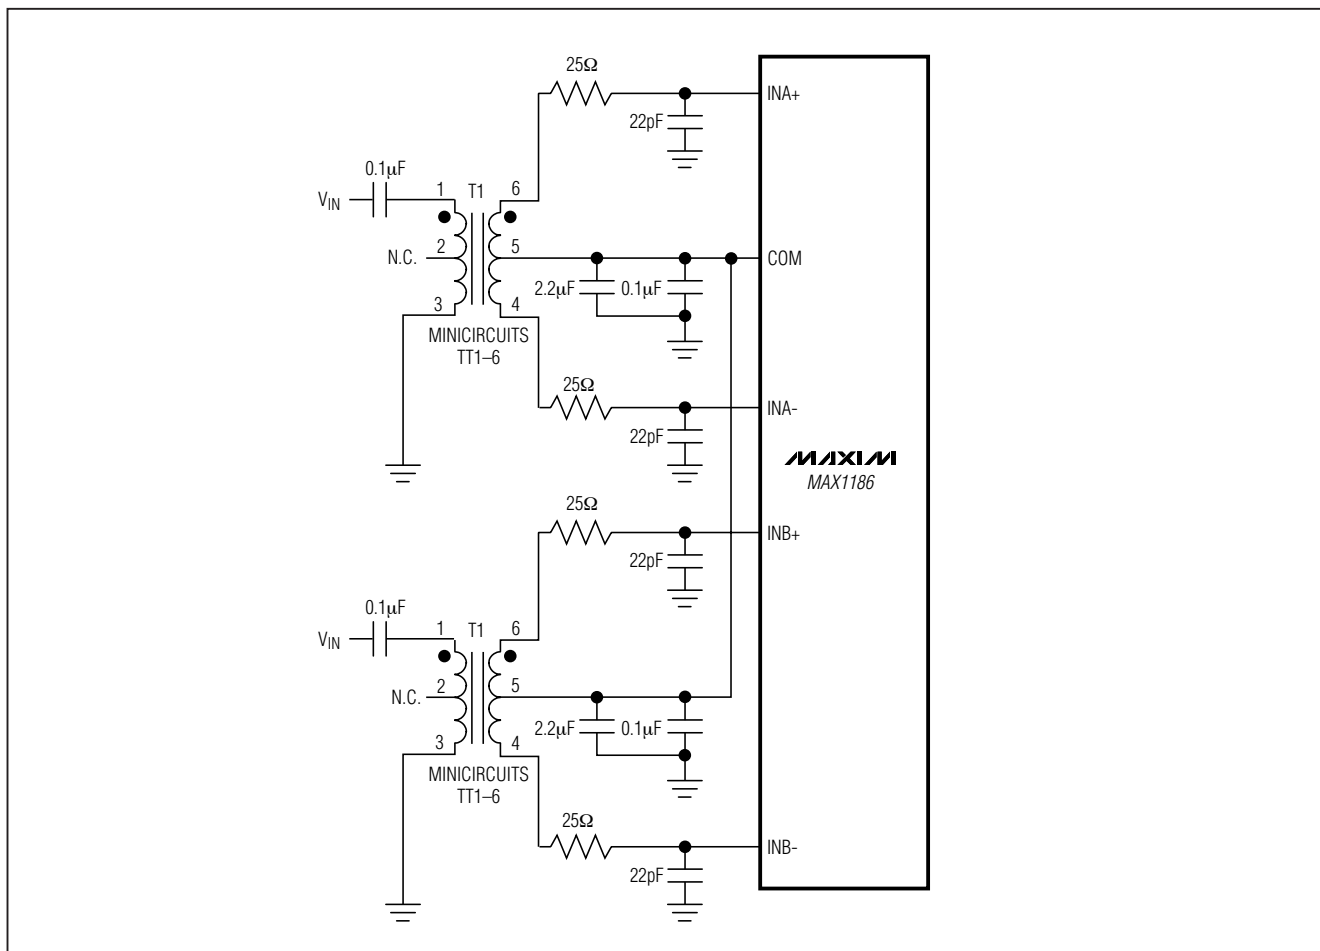 25Ω
INA+
22pF
0.1µF
VIN
1
T1
6
N.C.
2
5
COM
2.2µF
0.1µF
3
4
MINICIRCUITS
TT1–6
25Ω
INA-
22pF
MAXIM
MAX1186
25Ω
INB+
22pF
0.1µF
VIN
1
T1
6
N.C.
2
5
2.2µF
0.1µF
3
4
MINICIRCUITS
TT1–6
25Ω
INB-
22pF